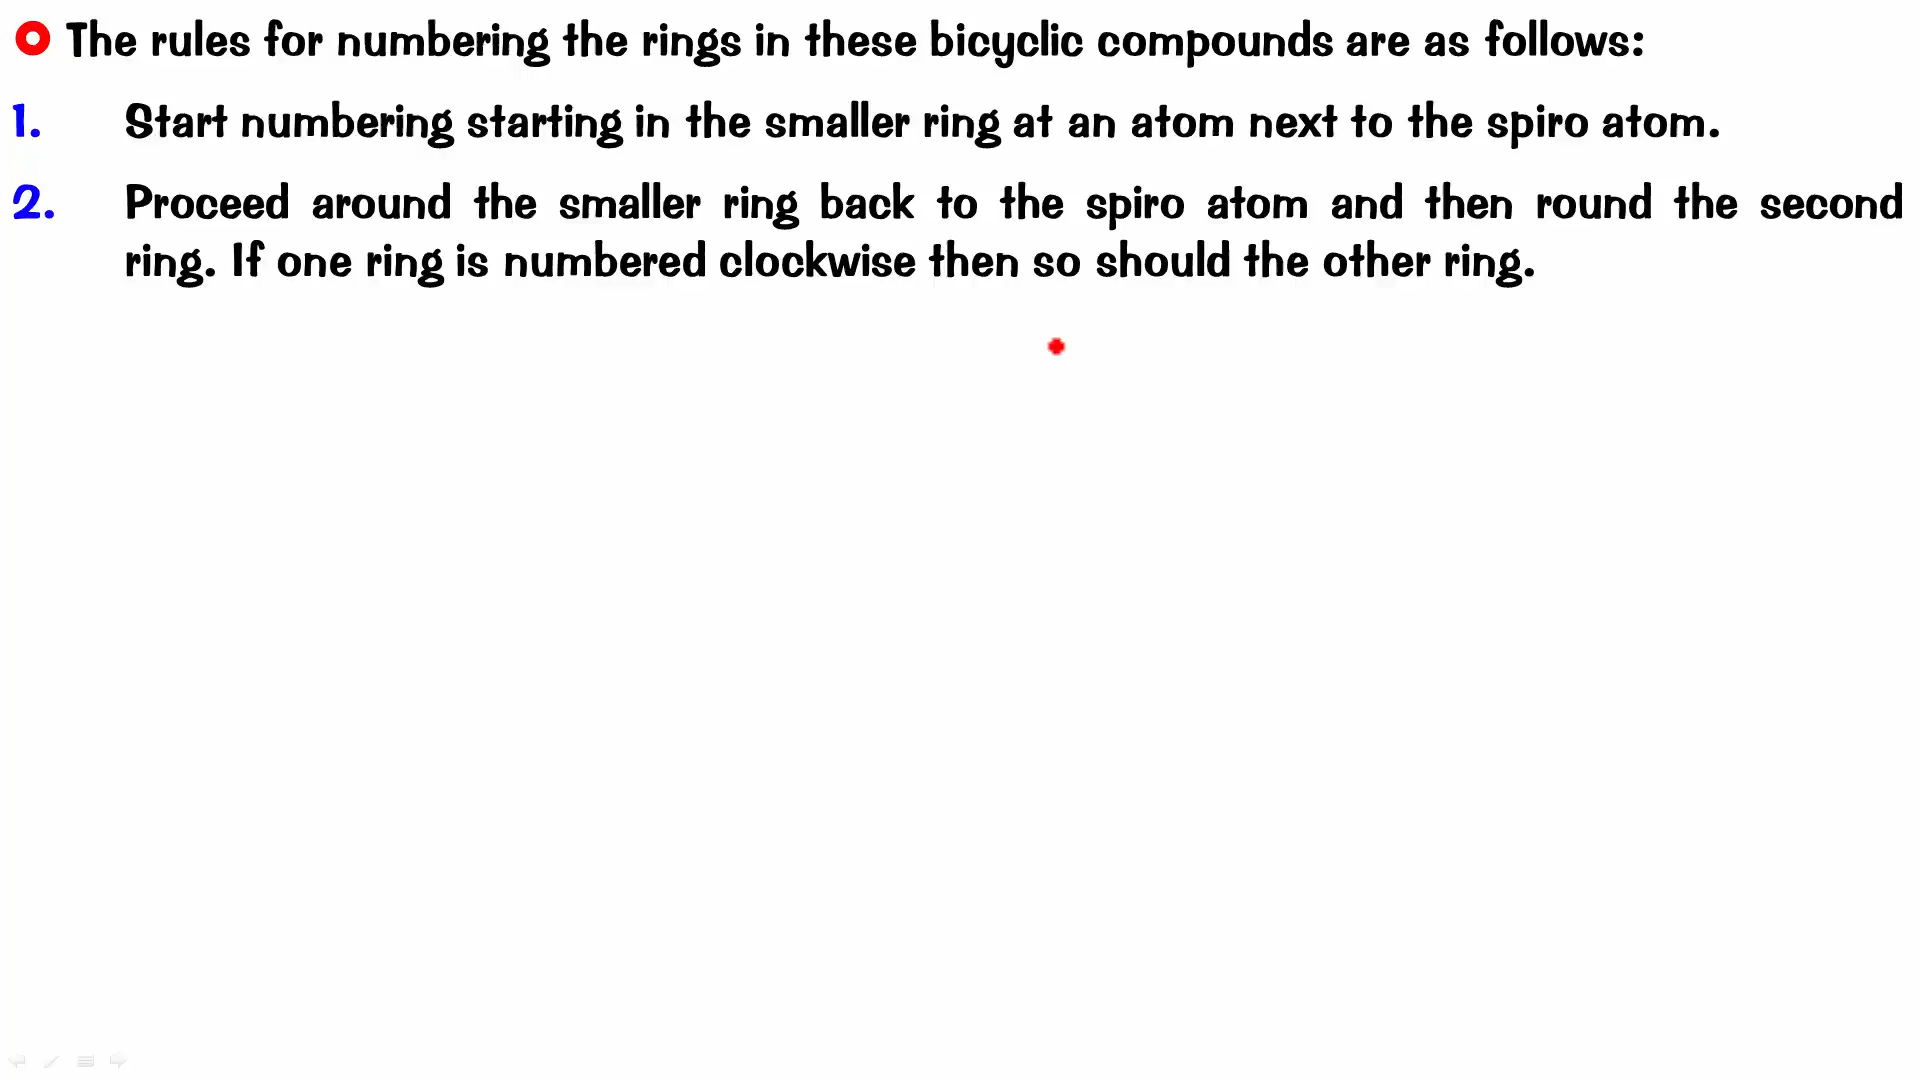 The rules for numbering the rings in these bicyclic compounds are as follows:
1. Start numbering starting in the smaller ring at an atom next to the spiro atom.
2. Proceed around the smaller ring back to the spiro atom and then round the second
ring. If one ring is numbered clockwise then so should the other ring.